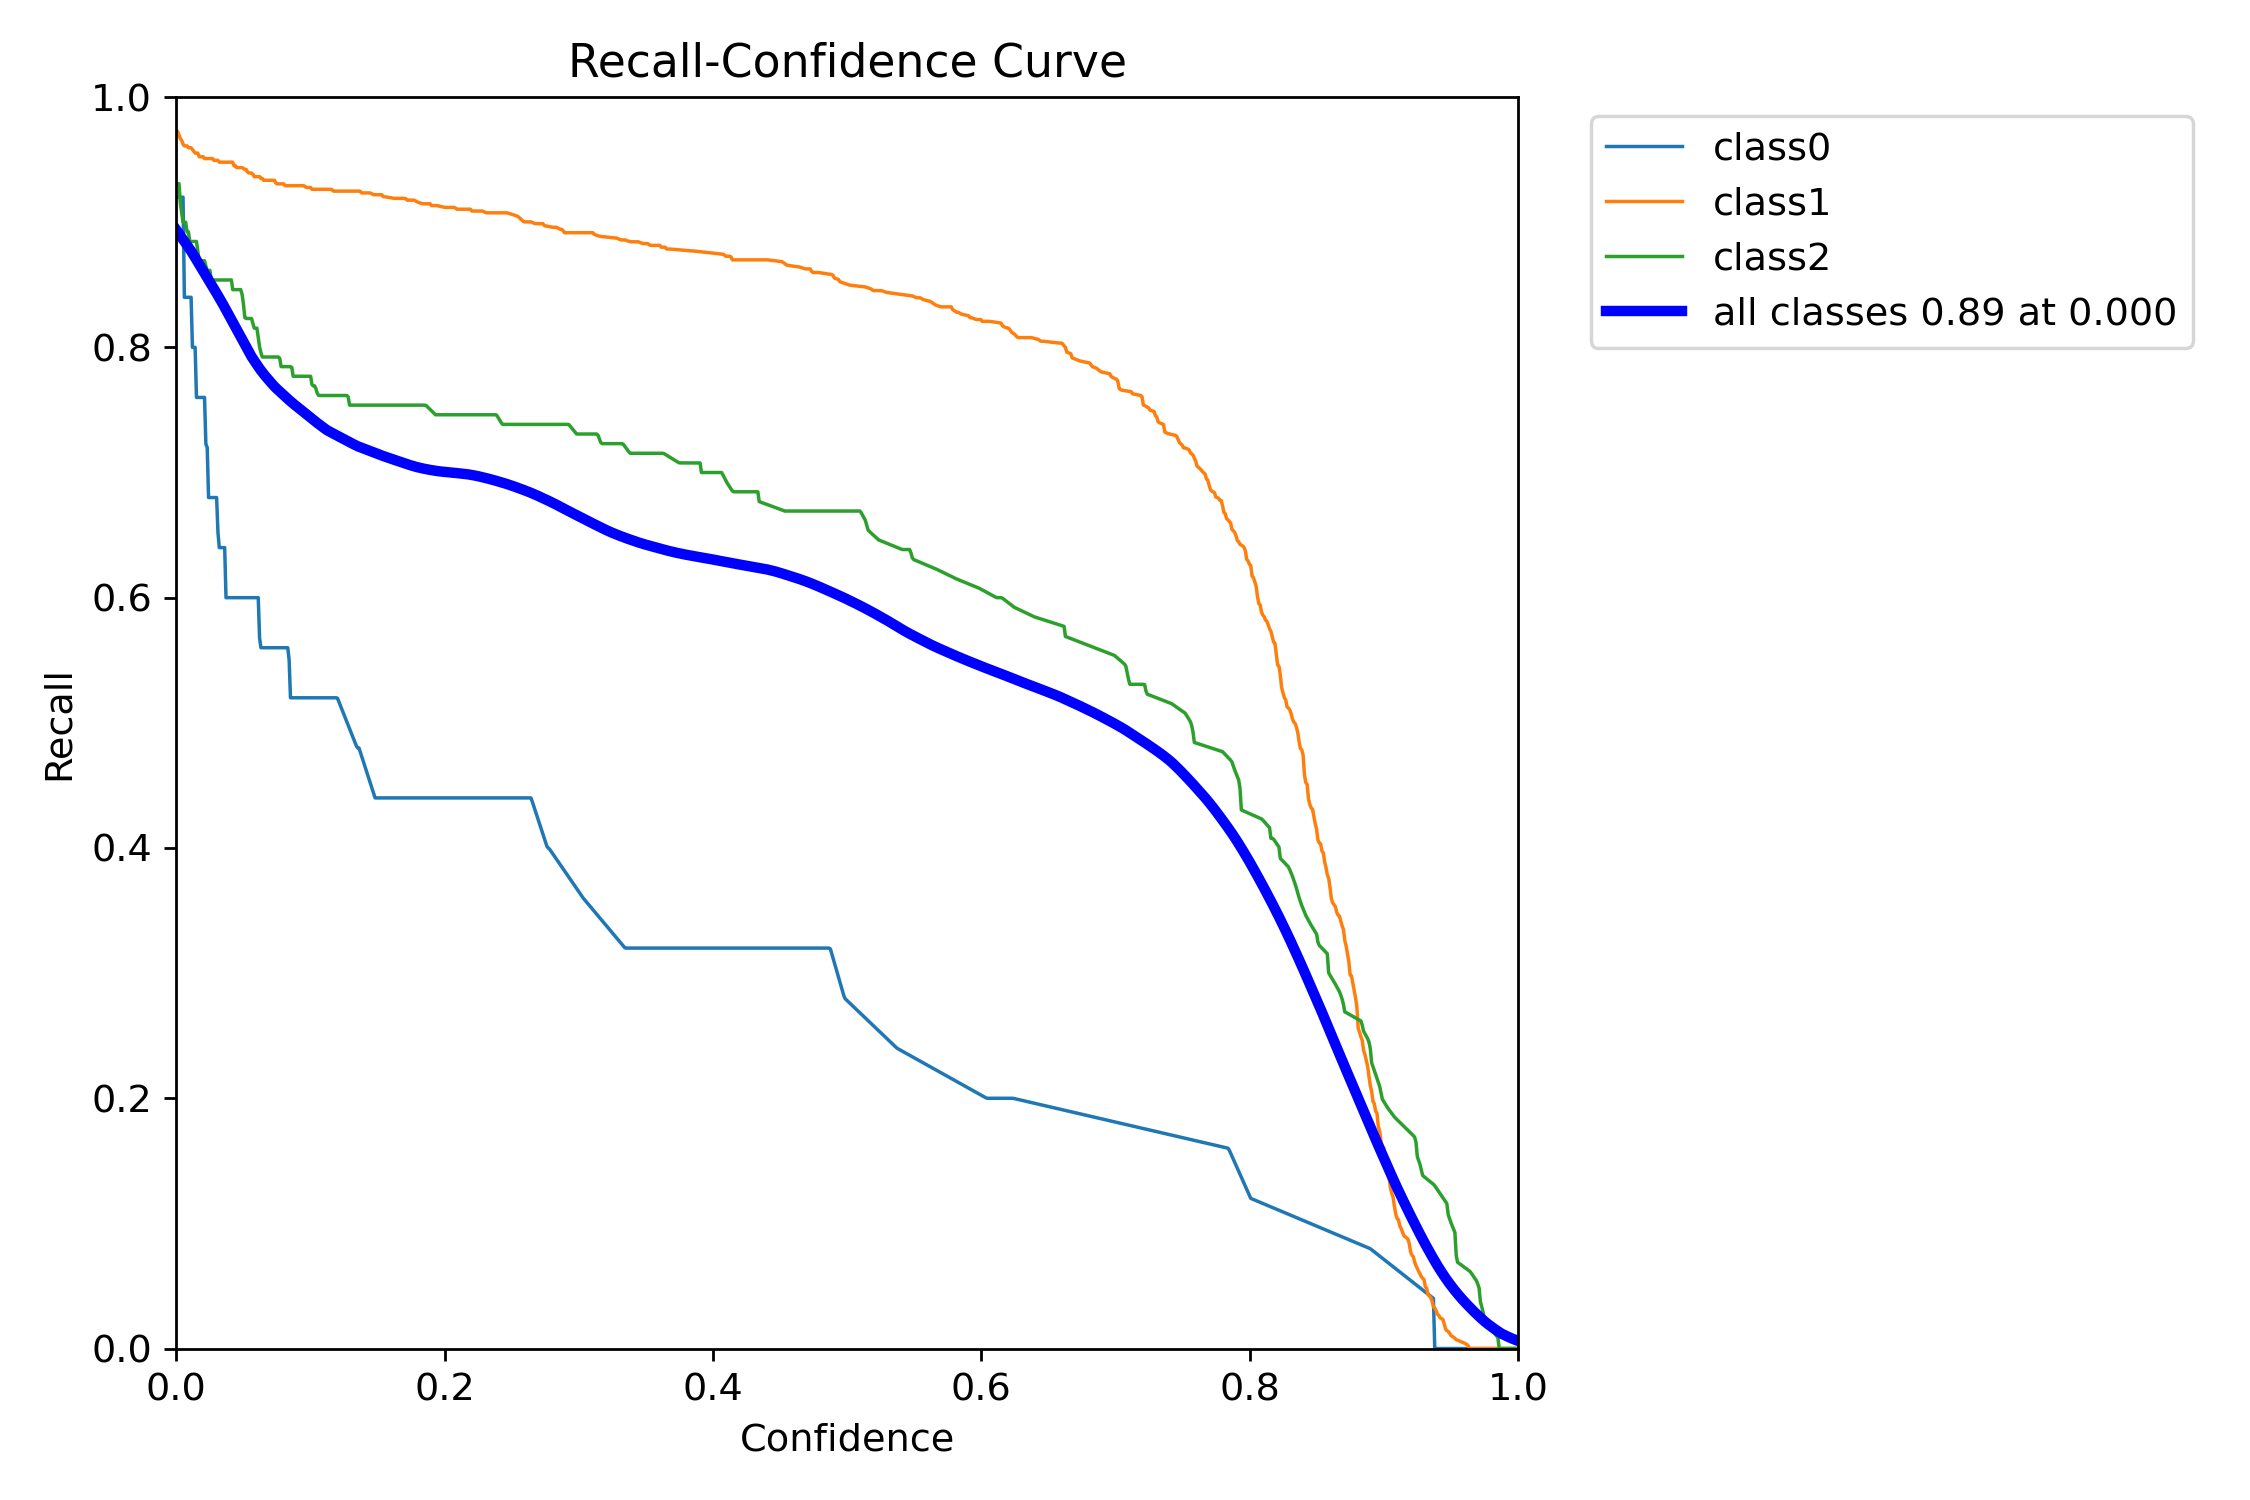 Recall-Confidence Curve
1.0
0.8
0.6
0.4
0.2
0.0
Recall
0.0 0.2 0.4 0.6 0.8 1.0
Confidence
class0
class1
class2
all classes 0.89 at 0.000